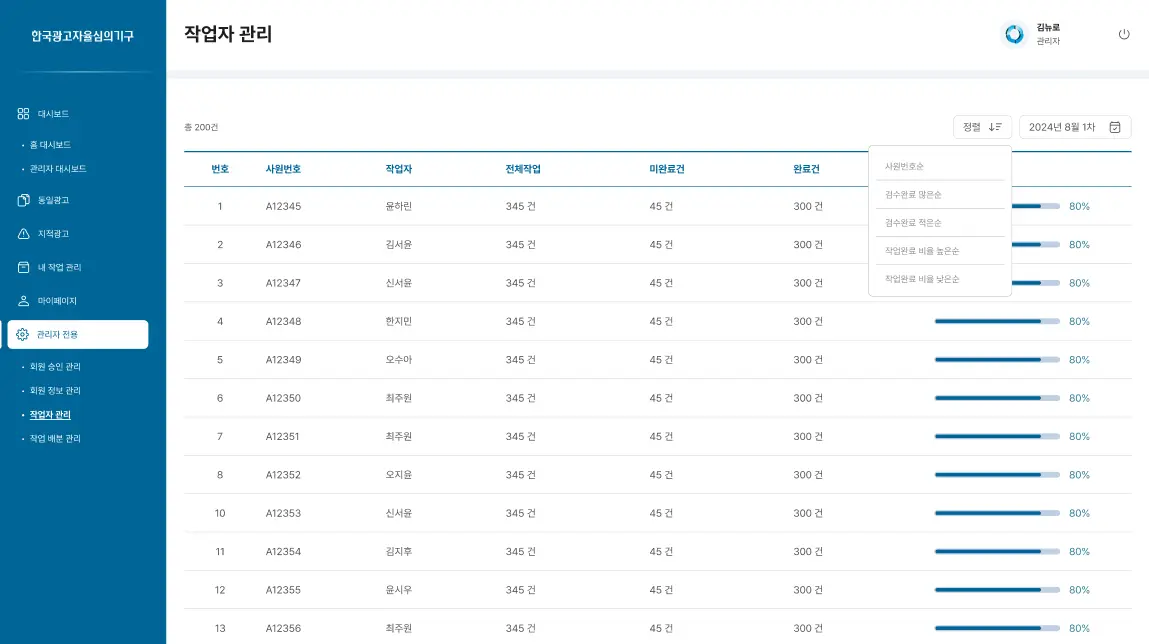 한국광고자율심의기구
대시보드
· 홈 대시보드
· 관리자 대시보드
동일광고
지적광고
내 작업 관리
마이페이지
관리자 전용
· 회원 승인 관리
· 회원 정보 관리
· 작업자 관리
· 작업 배분 관리
작업자 관리
김뉴로
관리자
총 200건
정렬
2024년 8월 1차
사원번호순
검수완료 많은순
검수완료 적은순
작업완료 비율 높은순
작업완료 비율 낮은순
번호 사원번호 작업자 전체작업 미완료건 완료건
1 A12345 윤하린 345 건 45 건 300 건 80%
2 A12346 김서윤 345 건 45 건 300 건 80%
3 A12347 신서윤 345 건 45 건 300 건 80%
4 A12348 한지민 345 건 45 건 300 건 80%
5 A12349 오수아 345 건 45 건 300 건 80%
6 A12350 최주원 345 건 45 건 300 건 80%
7 A12351 최주원 345 건 45 건 300 건 80%
8 A12352 오지윤 345 건 45 건 300 건 80%
10 A12353 신서윤 345 건 45 건 300 건 80%
11 A12354 김지후 345 건 45 건 300 건 80%
12 A12355 윤시우 345 건 45 건 300 건 80%
13 A12356 최주원 345 건 45 건 300 건 80%